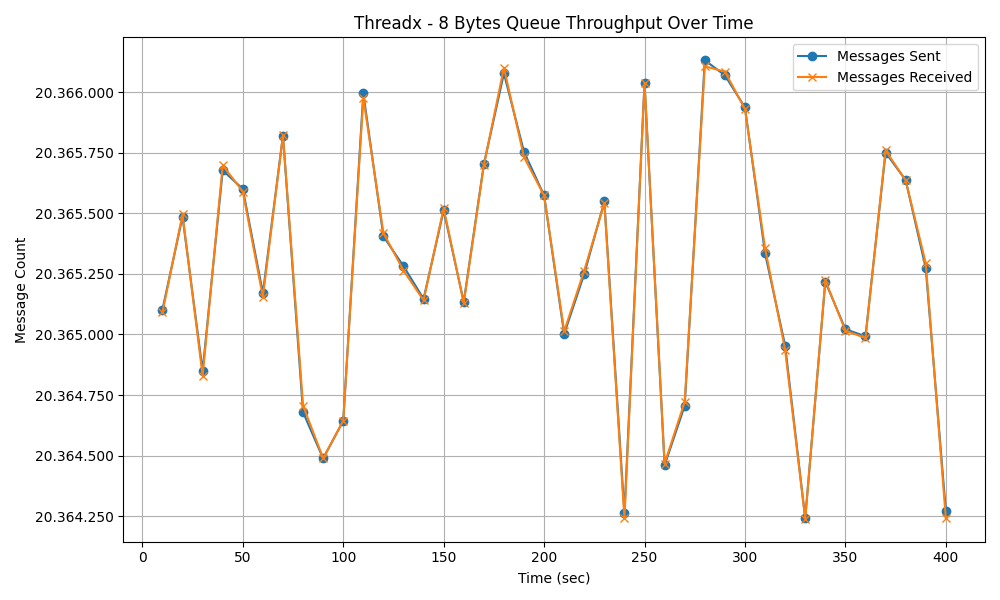 Threadx - 8 Bytes Queue Throughput Over Time
Messages Sent
Messages Received
Message Count
20.366.000
20.365.750
20.365.500
20.365.250
20.365.000
20.364.750
20.364.500
20.364.250
0 50 100 150 200 250 300 350 400
Time (sec)